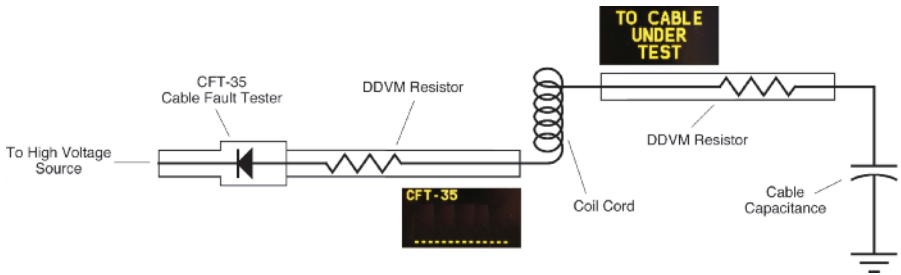 TO CABLE
UNDER
TEST
CFT-35
Cable Fault Tester
DDVM Resistor
DDVM Resistor
To High Voltage
Source
CFT-35
Coil Cord
Cable
Capacitance